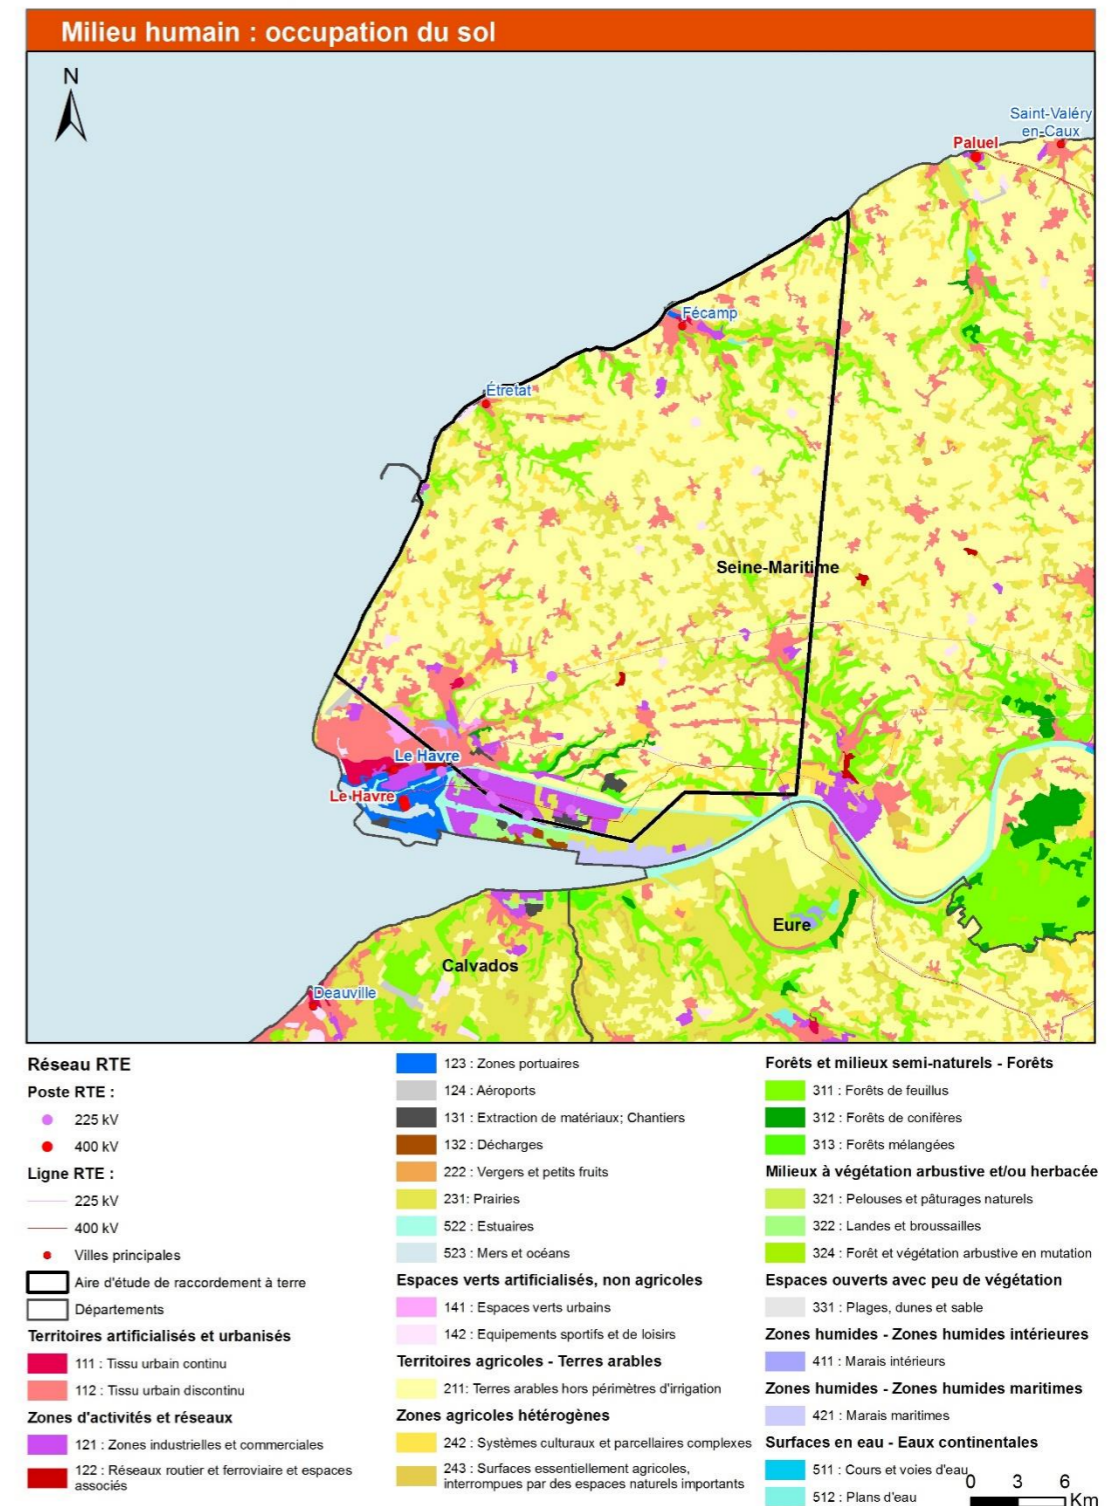 Milieu humain : occupation du sol
N
Saint-Valéry
en-Caux
Paluel
Fécamp
Étretat
Seine-Maritime
Le Havre
Le Havre
Eure
Calvados
Deauville
Réseau RTE
Poste RTE :
225 kV
400 kV
Ligne RTE :
225 kV
400 kV
Villes principales
Aire d'étude de raccordement à terre
Départements
Territoires artificialisés et urbanisés
111 : Tissu urbain continu
112 : Tissu urbain discontinu
Zones d'activités et réseaux
121 : Zones industrielles et commerciales
122 : Réseaux routier et ferroviaire et espaces
associés
123 : Zones portuaires
124 : Aéroports
131 : Extraction de matériaux; Chantiers
132 : Décharges
222 : Vergers et petits fruits
231: Prairies
522 : Estuaires
523 : Mers et océans
Espaces verts artificialisés, non agricoles
141 : Espaces verts urbains
142 : Equipements sportifs et de loisirs
Territoires agricoles - Terres arables
211: Terres arables hors périmètres d'irrigation
Zones agricoles hétérogènes
242 : Systèmes culturaux et parcellaires complexes
243 : Surfaces essentiellement agricoles,
interrompues par des espaces naturels importants
Forêts et milieux semi-naturels - Forêts
311 : Forêts de feuillus
312 : Forêts de conifères
313 : Forêts mélangées
Milieux à végétation arbustive et/ou herbacée
321 : Pelouses et pâturages naturels
322 : Landes et broussailles
324 : Forêt et végétation arbustive en mutation
Espaces ouverts avec peu de végétation
331 : Plages, dunes et sable
Zones humides - Zones humides intérieures
411 : Marais intérieurs
Zones humides - Zones humides maritimes
421 : Marais maritimes
Surfaces en eau - Eaux continentales
511 : Cours et voies d'eau
512 : Plans d'eau
0 3 6
Km